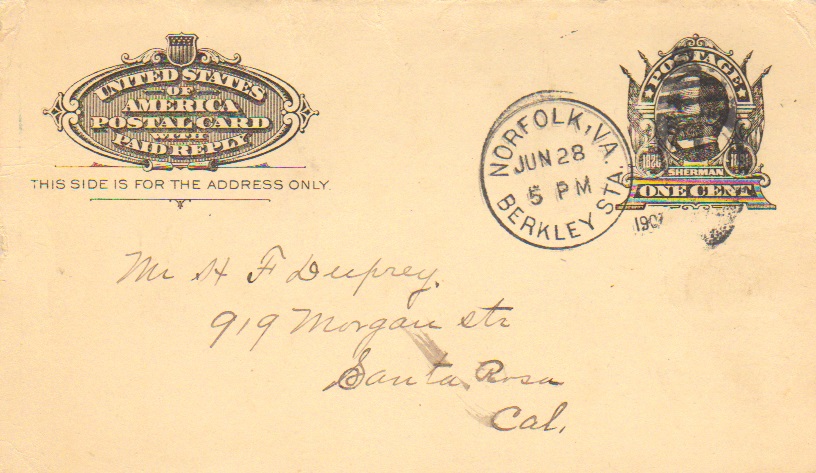 UNITED STATES
OF
AMERICA
POSTAL CARD
WITH
PAID REPLY
THIS SIDE IS FOR THE ADDRESS ONLY.
NORFOLK, VA.
JUN 28
5 PM
BERKLEY STA.
190
POSTAGE
SHERMAN
ONE CENT
Mr H F Duprey.
919 Morgan str
Santa Rosa
Cal.